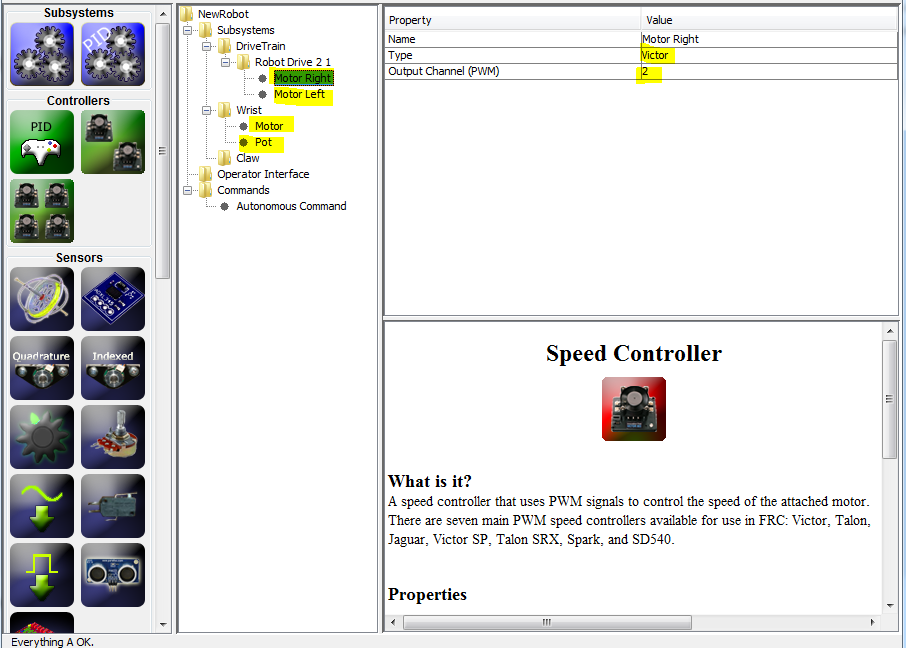 Subsystems
PID
Controllers
PID
Sensors
Quadrature
Indexed
NewRobot
Subsystems
DriveTrain
Robot Drive 2 1
Motor Right
Motor Left
Wrist
Motor
Pot
Claw
Operator Interface
Commands
Autonomous Command
Property Value
Name Motor Right
Type Victor
Output Channel (PWM) 2
Speed Controller
What is it?
A speed controller that uses PWM signals to control the speed of the attached motor.
There are seven main PWM speed controllers available for use in FRC: Victor, Talon,
Jaguar, Victor SP, Talon SRX, Spark, and SD540.
Properties
Everything A OK.